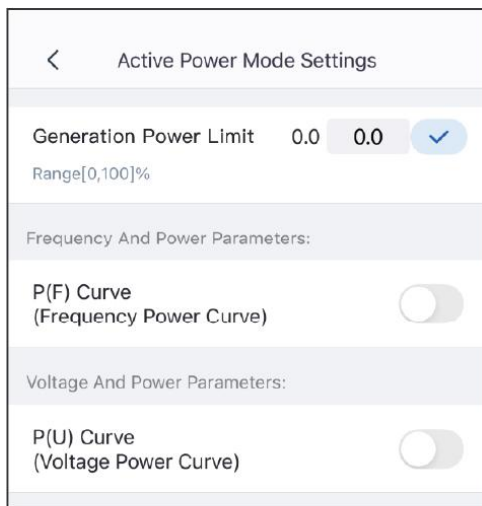 Active Power Mode Settings
Generation Power Limit 0.0 0.0
Range[0,100]%
Frequency And Power Parameters:
P(F) Curve
(Frequency Power Curve)
Voltage And Power Parameters:
P(U) Curve
(Voltage Power Curve)